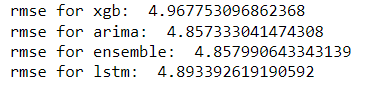 rmse for xgb:  4.967753096862368
rmse for arima:  4.857333041474308
rmse for ensemble:  4.857990643343139
rmse for lstm:  4.893392619190592